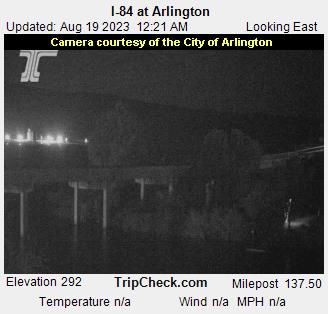 I-84 at Arlington
Updated: Aug 19 2023 12:21 AM Looking East
Camera courtesy of the City of Arlington
Elevation 292 TripCheck.com Milepost 137.50
Temperature n/a Wind n/a MPH n/a